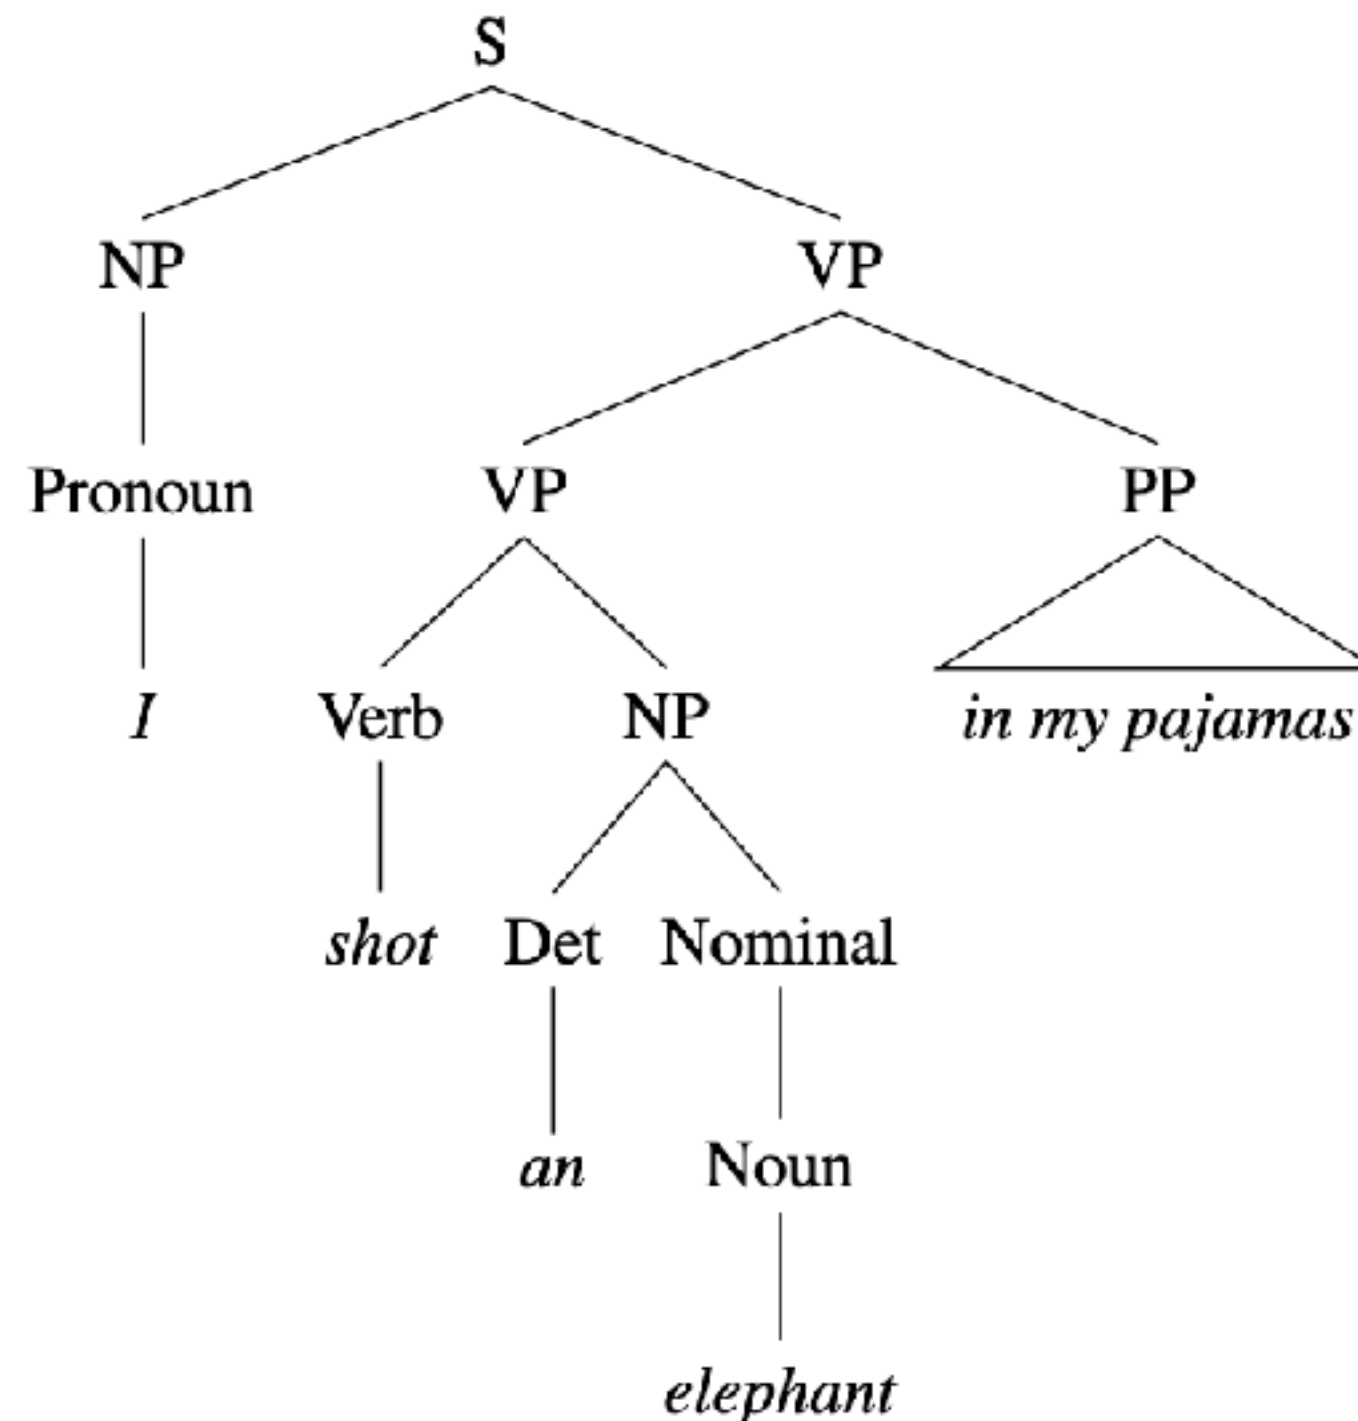 S
NP VP
Pronoun VP PP
I Verb NP in my pajamas
shot Det Nominal
an Noun
elephant